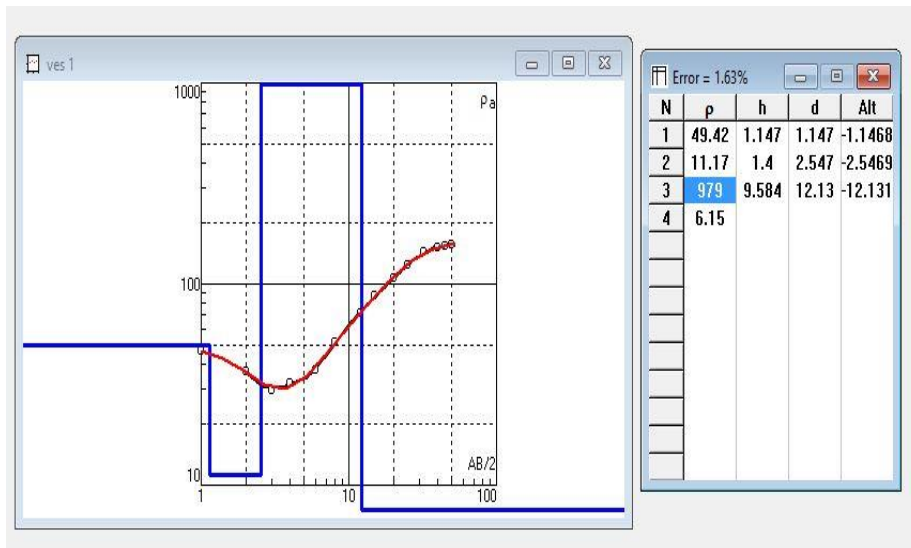 ves 1
1000
ρa
100
10
AB/2
1
10
100
Error = 1.63%
N ρ h d Alt
1 49.42 1.147 1.147 -1.1468
2 11.17 1.4 2.547 -2.5469
3 979 9.584 12.13 -12.131
4 6.15